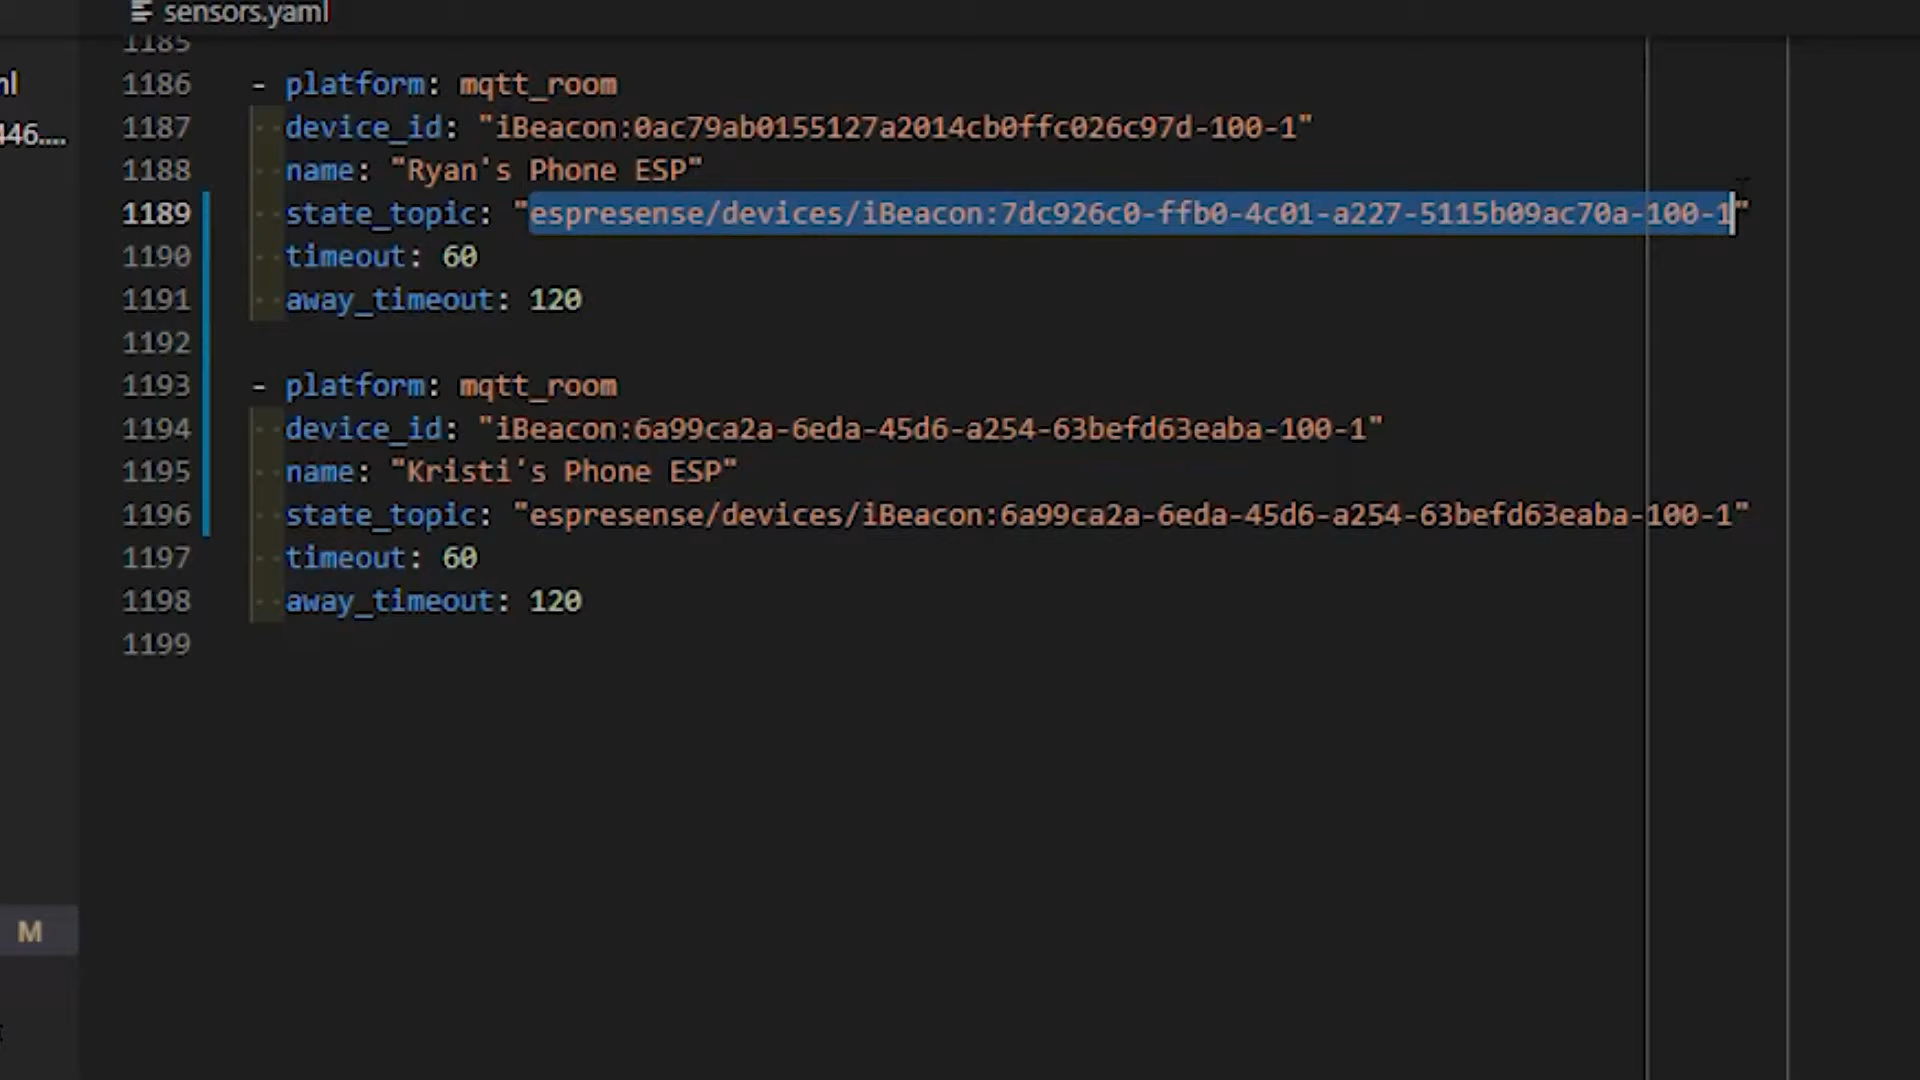 sensors.yaml
1185
ml
1186 - platform: mqtt_room
1187 device_id: "iBeacon:0ac79ab0155127a2014cb0ffc026c97d-100-1"
446....
1188 name: "Ryan's Phone ESP"
1189 state_topic: "espresense/devices/iBeacon:7dc926c0-ffb0-4c01-a227-5115b09ac70a-100-1"
1190 timeout: 60
1191 away_timeout: 120
1192
1193 - platform: mqtt_room
1194 device_id: "iBeacon:6a99ca2a-6eda-45d6-a254-63befd63eaba-100-1"
1195 name: "Kristi's Phone ESP"
1196 state_topic: "espresense/devices/iBeacon:6a99ca2a-6eda-45d6-a254-63befd63eaba-100-1"
1197 timeout: 60
1198 away_timeout: 120
1199
M